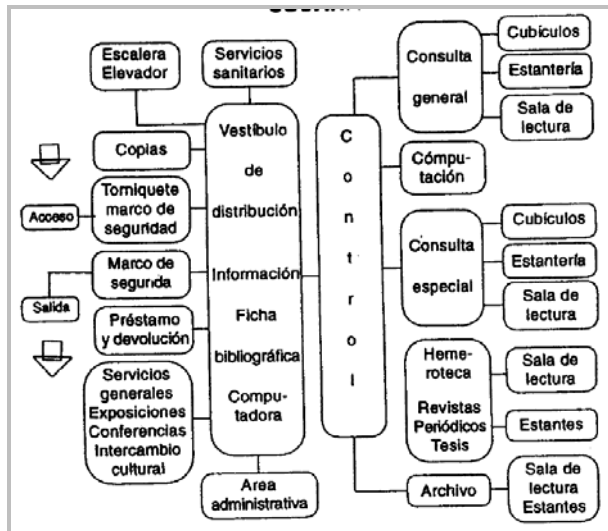 Escalera
Elevador
Servicios
sanitarios
Copias
Acceso
Torniquete
marco de
seguridad
Marco de
segurida
Salida
Préstamo
y devolución
Servicios
generales
Exposiciones
Conferencias
Intercambio
cultural
Vestíbulo
de
distribución
Información
Ficha
bibliográfica
Compu-
tadora
Area
administrativa
Control
Consulta
general
Cubículos
Estantería
Sala de
lectura
Cómpu-
tación
Consulta
especial
Cubículos
Estantería
Sala de
lectura
Heme-
roteca
Revistas
Periódicos
Tesis
Sala de
lectura
Estantes
Archivo
Sala de
lectura
Estantes